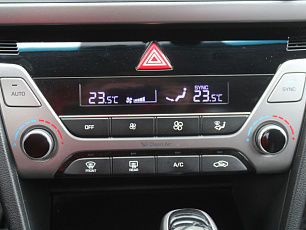 SYNC
23.5°C 23.5°C
AUTO SYNC
OFF
FRONT REAR A/C